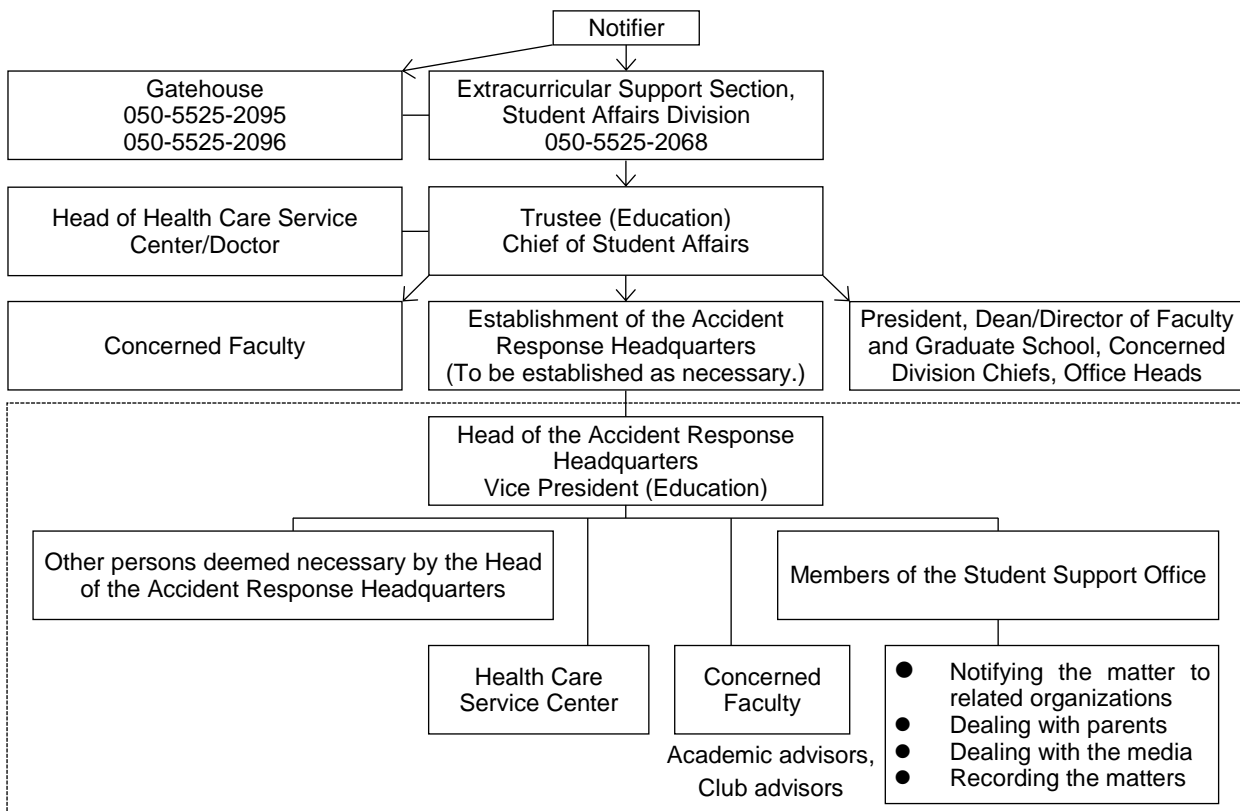 Notifier
Gatehouse
050-5525-2095
050-5525-2096
Extracurricular Support Section,
Student Affairs Division
050-5525-2068
Head of Health Care Service
Center/Doctor
Trustee (Education)
Chief of Student Affairs
Concerned Faculty
Establishment of the Accident
Response Headquarters
(To be established as necessary.)
President, Dean/Director of Faculty
and Graduate School, Concerned
Division Chiefs, Office Heads
Head of the Accident Response
Headquarters
Vice President (Education)
Other persons deemed necessary by the Head
of the Accident Response Headquarters
Members of the Student Support Office
Health Care
Service Center
Concerned
Faculty
Academic advisors,
Club advisors
● Notifying the matter to
related organizations
● Dealing with parents
● Dealing with the media
● Recording the matters